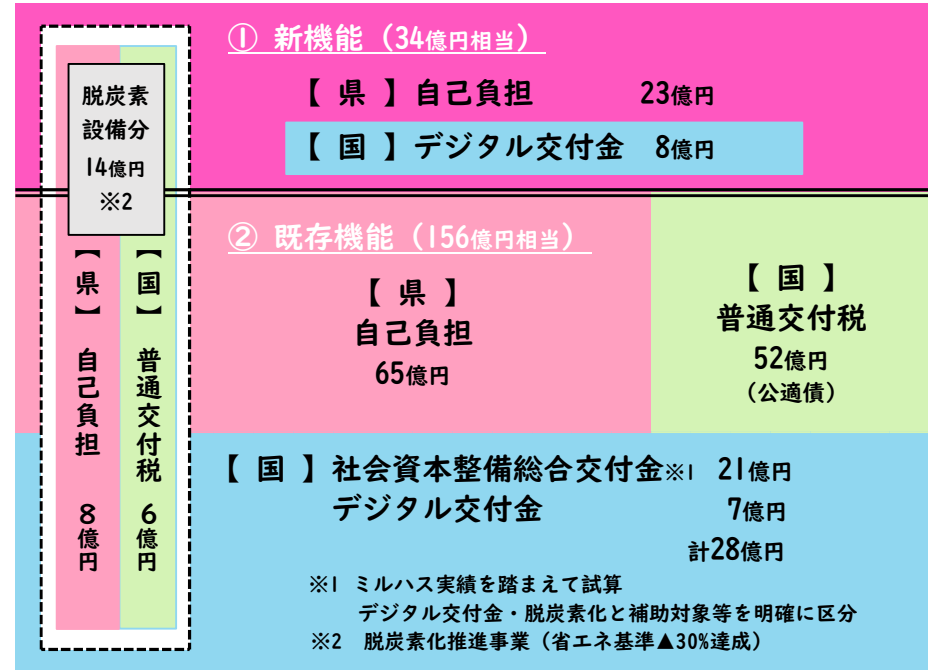 ① 新機能（34億円相当）
【 県 】自己負担 23億円
【 国 】デジタル交付金 8億円
脱炭素
設備分
14億円
※2
【県】 自己負担 8億円
【国】 普通交付税 6億円
② 既存機能（156億円相当）
【 県 】
自己負担
65億円
【 国 】
普通交付税
52億円
（公適債）
【 国 】社会資本整備総合交付金※1 21億円
デジタル交付金 7億円
計28億円
※1 ミルハス実績を踏まえて試算
デジタル交付金・脱炭素化と補助対象等を明確に区分
※2 脱炭素化推進事業（省エネ基準▲30%達成）